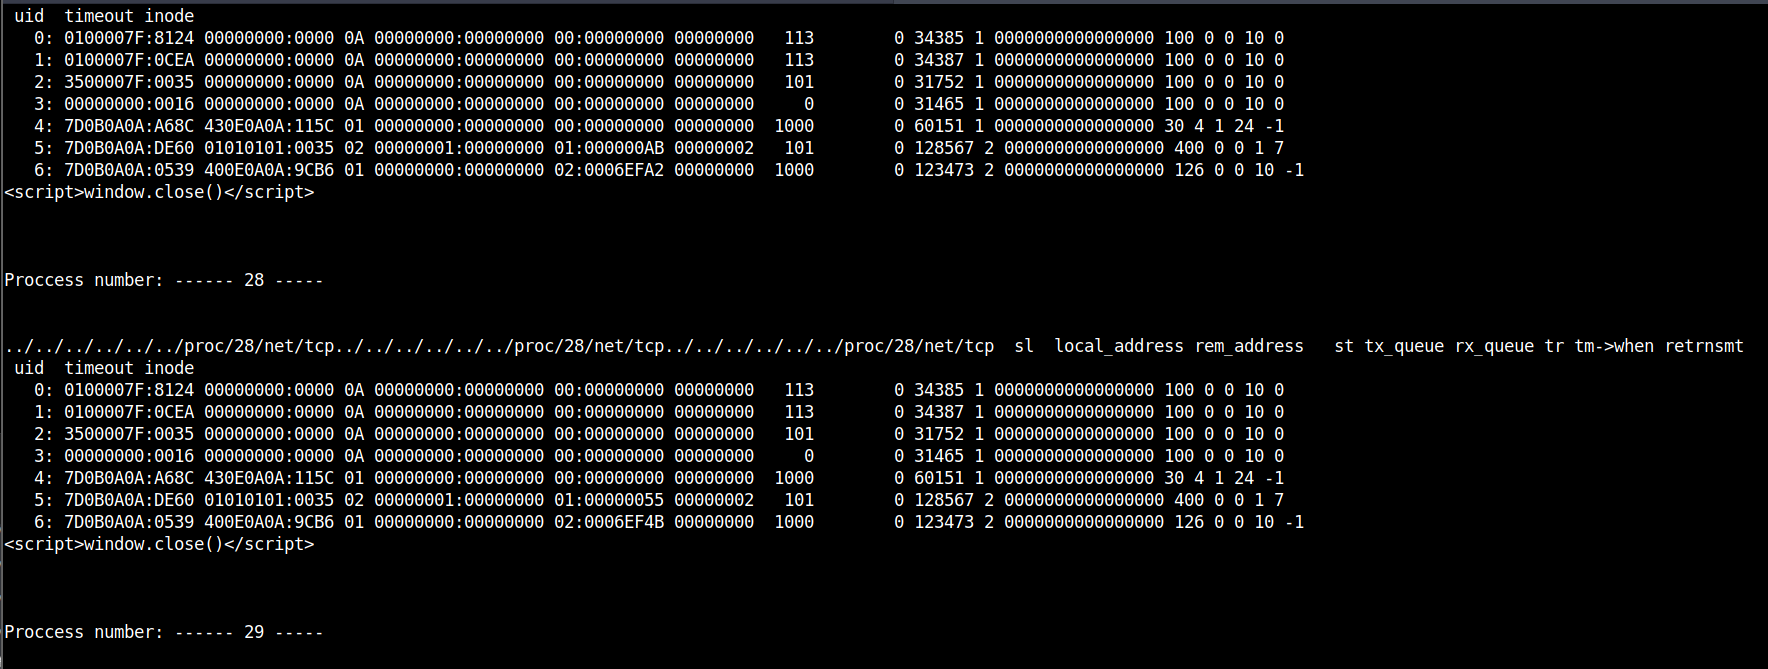 uid  timeout inode
   0: 0100007F:8124 00000000:0000 0A 00000000:00000000 00:00000000 00000000   113        0 34385 1 0000000000000000 100 0 0 10 0
   1: 0100007F:0CEA 00000000:0000 0A 00000000:00000000 00:00000000 00000000   113        0 34387 1 0000000000000000 100 0 0 10 0
   2: 3500007F:0035 00000000:0000 0A 00000000:00000000 00:00000000 00000000   101        0 31752 1 0000000000000000 100 0 0 10 0
   3: 00000000:0016 00000000:0000 0A 00000000:00000000 00:00000000 00000000     0        0 31465 1 0000000000000000 100 0 0 10 0
   4: 7D0B0A0A:A68C 430E0A0A:115C 01 00000000:00000000 00:00000000 00000000  1000        0 60151 1 0000000000000000 30 4 1 24 -1
   5: 7D0B0A0A:DE60 01010101:0035 02 00000001:00000000 01:000000AB 00000002   101        0 128567 2 0000000000000000 400 0 0 1 7
   6: 7D0B0A0A:0539 400E0A0A:9CB6 01 00000000:00000000 02:0006EFA2 00000000  1000        0 123473 2 0000000000000000 126 0 0 10 -1
<script>window.close()</script>
Proccess number: ------ 28 -----
../../../../../../proc/28/net/tcp../../../../../../proc/28/net/tcp../../../../../../proc/28/net/tcp  sl  local_address rem_address   st tx_queue rx_queue tr tm->when retrnsmt
 uid  timeout inode
   0: 0100007F:8124 00000000:0000 0A 00000000:00000000 00:00000000 00000000   113        0 34385 1 0000000000000000 100 0 0 10 0
   1: 0100007F:0CEA 00000000:0000 0A 00000000:00000000 00:00000000 00000000   113        0 34387 1 0000000000000000 100 0 0 10 0
   2: 3500007F:0035 00000000:0000 0A 00000000:00000000 00:00000000 00000000   101        0 31752 1 0000000000000000 100 0 0 10 0
   3: 00000000:0016 00000000:0000 0A 00000000:00000000 00:00000000 00000000     0        0 31465 1 0000000000000000 100 0 0 10 0
   4: 7D0B0A0A:A68C 430E0A0A:115C 01 00000000:00000000 00:00000000 00000000  1000        0 60151 1 0000000000000000 30 4 1 24 -1
   5: 7D0B0A0A:DE60 01010101:0035 02 00000001:00000000 01:00000055 00000002   101        0 128567 2 0000000000000000 400 0 0 1 7
   6: 7D0B0A0A:0539 400E0A0A:9CB6 01 00000000:00000000 02:0006EF4B 00000000  1000        0 123473 2 0000000000000000 126 0 0 10 -1
<script>window.close()</script>
Proccess number: ------ 29 -----